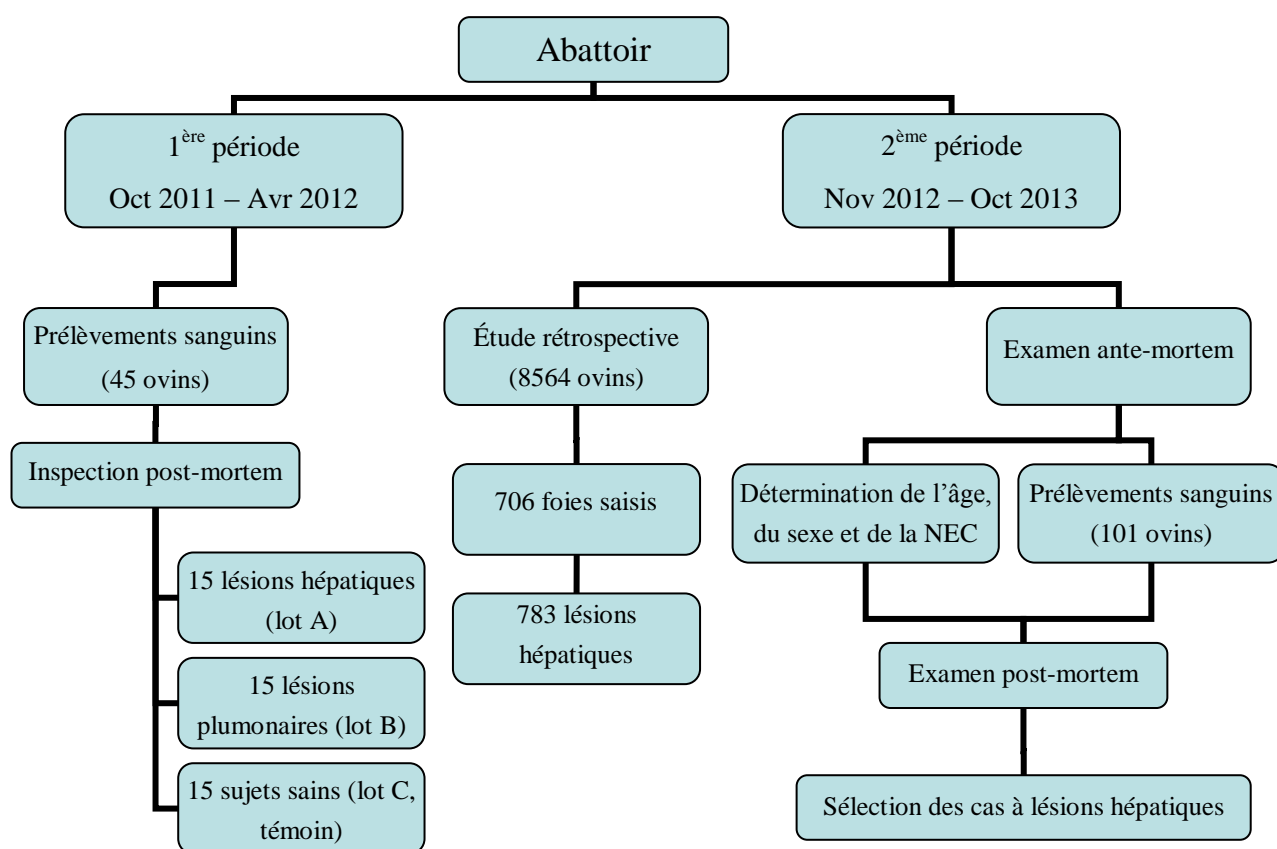 Abattoir
1ère période
Oct 2011 – Avr 2012
2ème période
Nov 2012 – Oct 2013
Prélèvements sanguins
(45 ovins)
Inspection post-mortem
15 lésions hépatiques
(lot A)
15 lésions
plumonaires (lot B)
15 sujets sains (lot C,
témoin)
Étude rétrospective
(8564 ovins)
706 foies saisis
783 lésions
hépatiques
Examen ante-mortem
Détermination de l’âge,
du sexe et de la NEC
Prélèvements sanguins
(101 ovins)
Examen post-mortem
Sélection des cas à lésions hépatiques